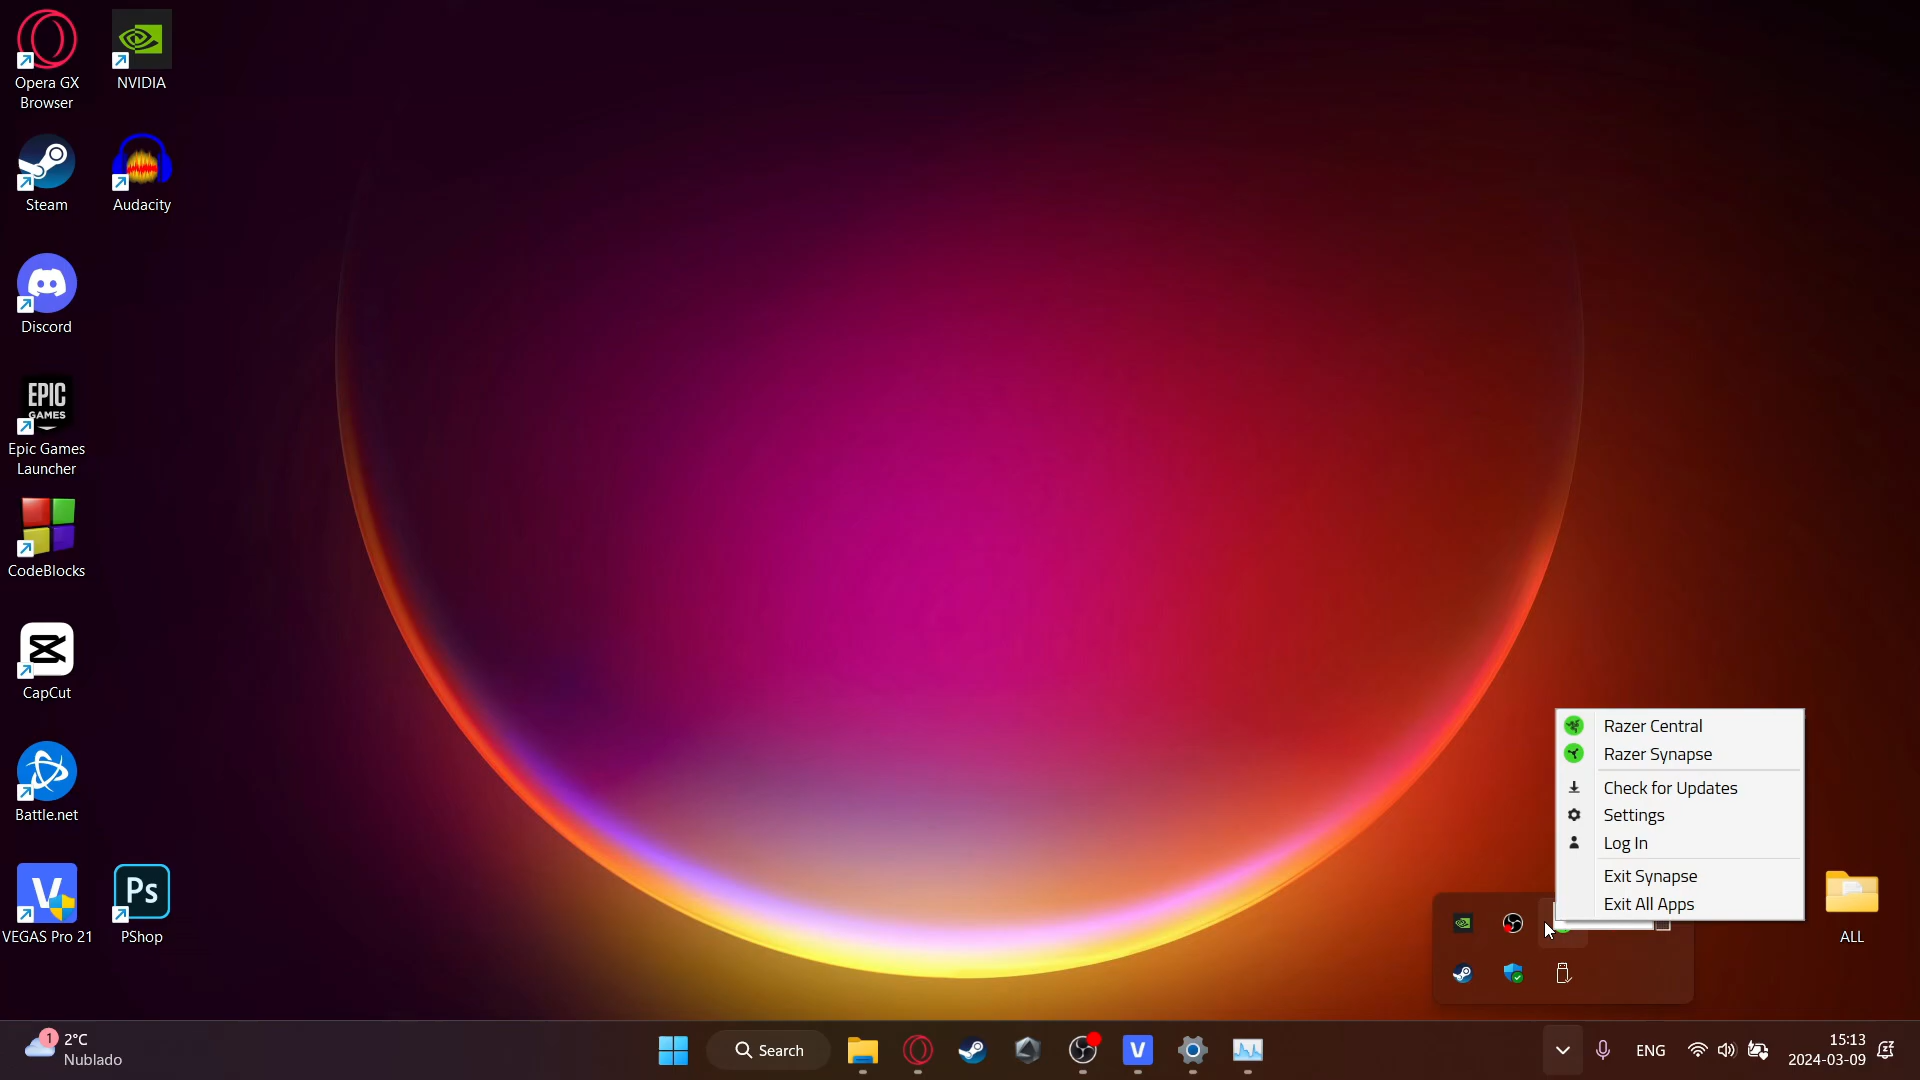 Opera GX
Browser
NVIDIA
Steam
Audacity
Discord
EPIC
GAMES
Epic Games
Launcher
CodeBlocks
CapCut
Battle.net
V
VEGAS Pro 21
Ps
PShop
Razer Central
Razer Synapse
Check for Updates
Settings
Log In
Exit Synapse
Exit All Apps
ALL
1
2°C
Nublado
Search
V
ENG
15:13
2024-03-09